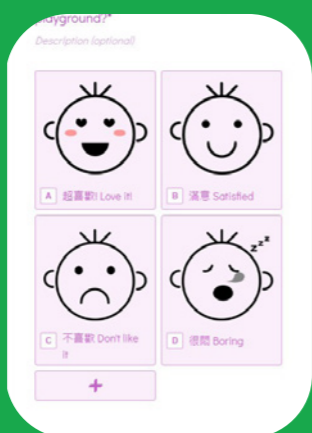 playground?*
Description (optional)
A 超喜歡! Love it!
B 滿意 Satisfied
C 不喜歡 Don't like
it
D 很悶 Boring
zzz
+